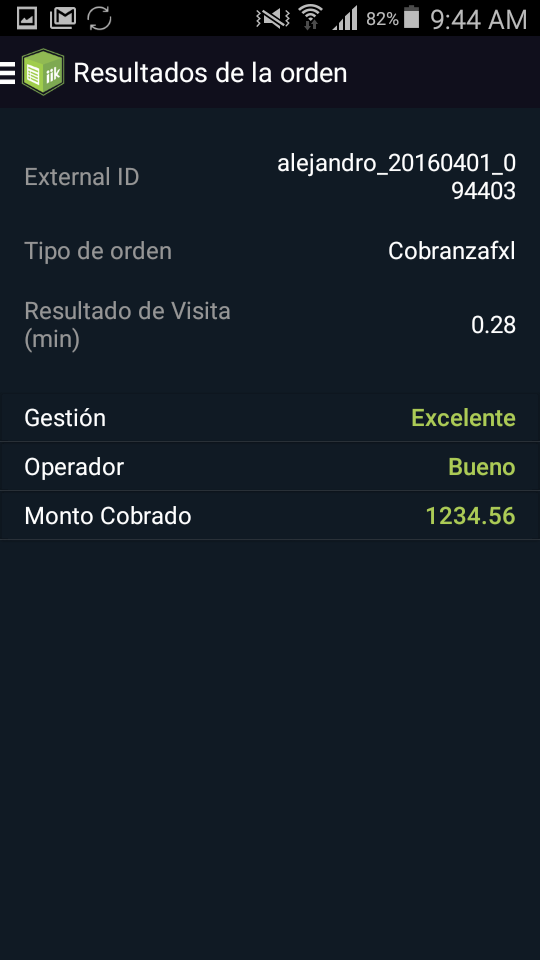 82% 9:44 AM
iik Resultados de la orden
External ID
alejandro_20160401_0
94403
Tipo de orden Cobranzafxl
Resultado de Visita
(min)
0.28
Gestión Excelente
Operador Bueno
Monto Cobrado 1234.56